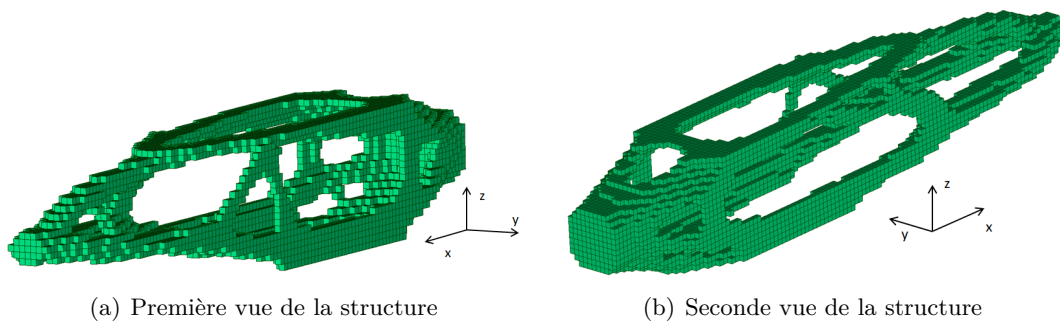 z
y
x
z
y
x
(a) Première vue de la structure
(b) Seconde vue de la structure